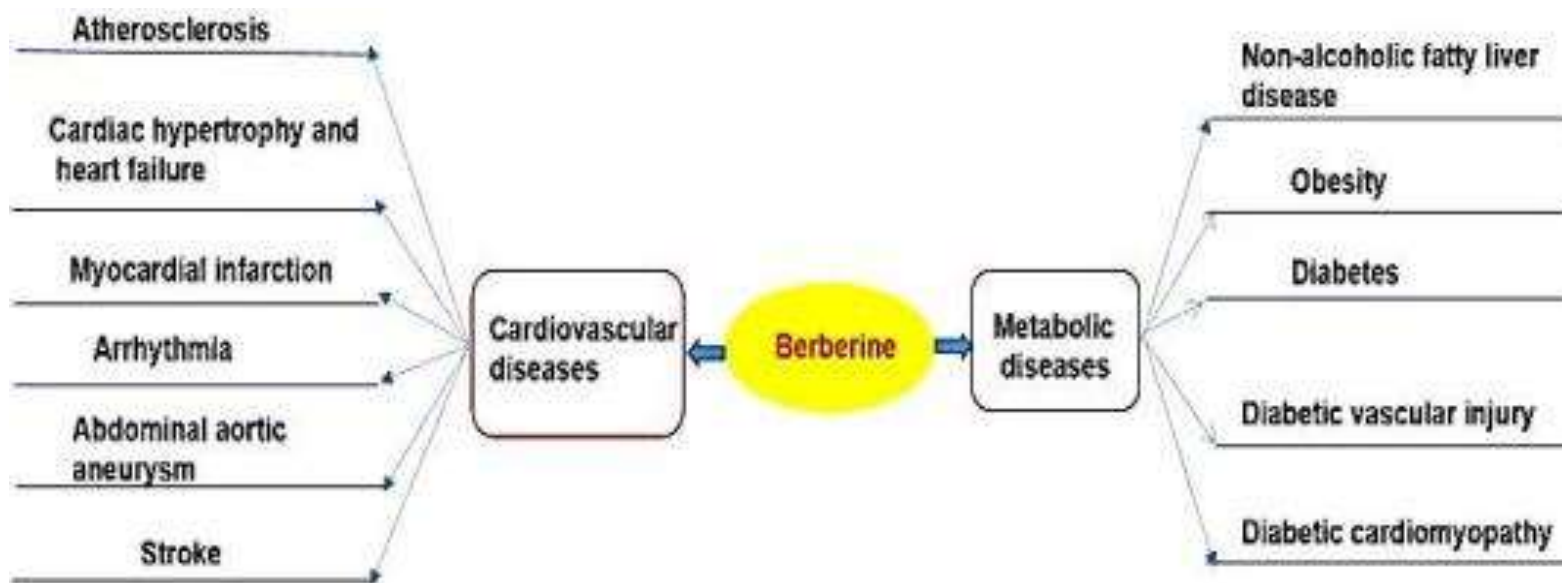 Atherosclerosis
Cardiac hypertrophy and
heart failure
Myocardial infarction
Arrhythmia
Abdominal aortic
aneurysm
Stroke
Cardiovascular
diseases
Berberine
Metabolic
diseases
Non-alcoholic fatty liver
disease
Obesity
Diabetes
Diabetic vascular injury
Diabetic cardiomyopathy